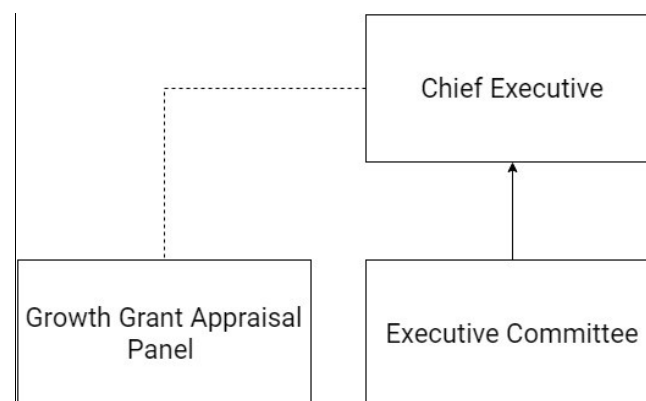 Chief Executive
Growth Grant Appraisal
Panel
Executive Committee